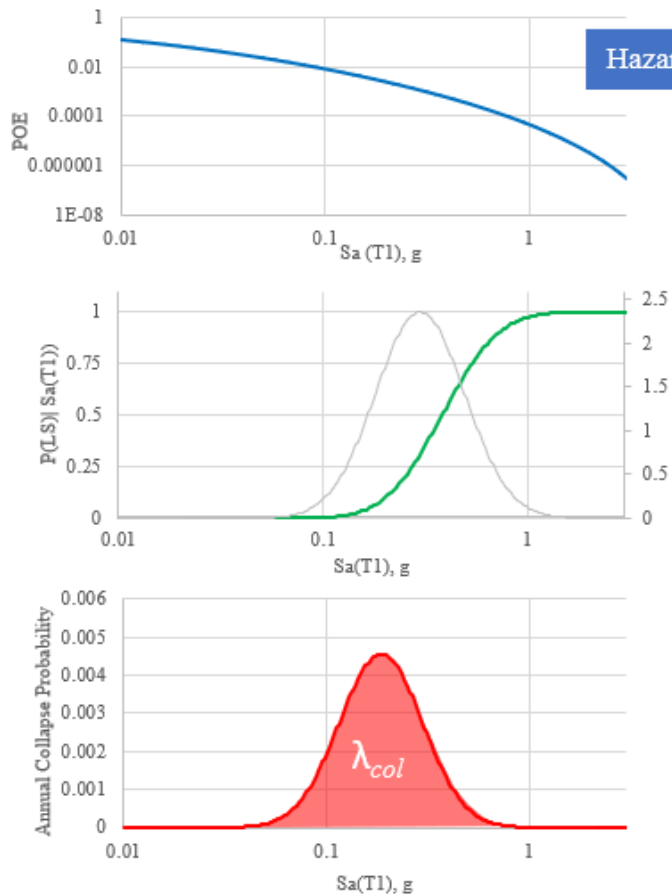 1
0.01
0.0001
0.000001
1E-08
POE
Hazar
0.01 0.1 1
Sa (T1), g
1
0.75
0.5
0.25
0
P(LS)| Sa(T1))
2.5
2
1.5
1
0.5
0
0.01 0.1 1
Sa(T1), g
0.006
0.005
0.004
0.003
0.002
0.001
0
Annual Collapse Probability
λcol
0.01 0.1 1
Sa(T1), g